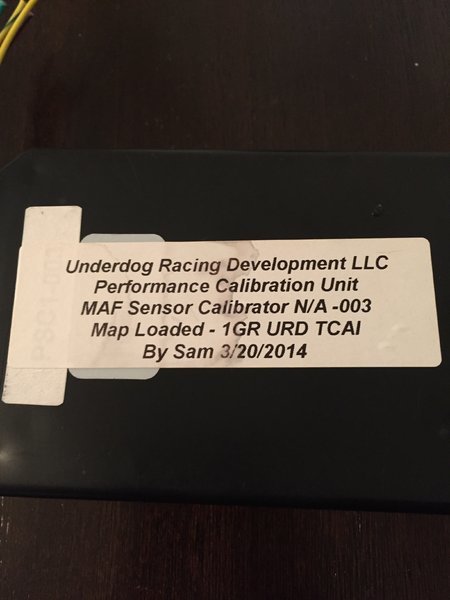 Underdog Racing Development LLC
Performance Calibration Unit
MAF Sensor Calibrator N/A -003
Map Loaded - 1GR URD TCAI
By Sam 3/20/2014